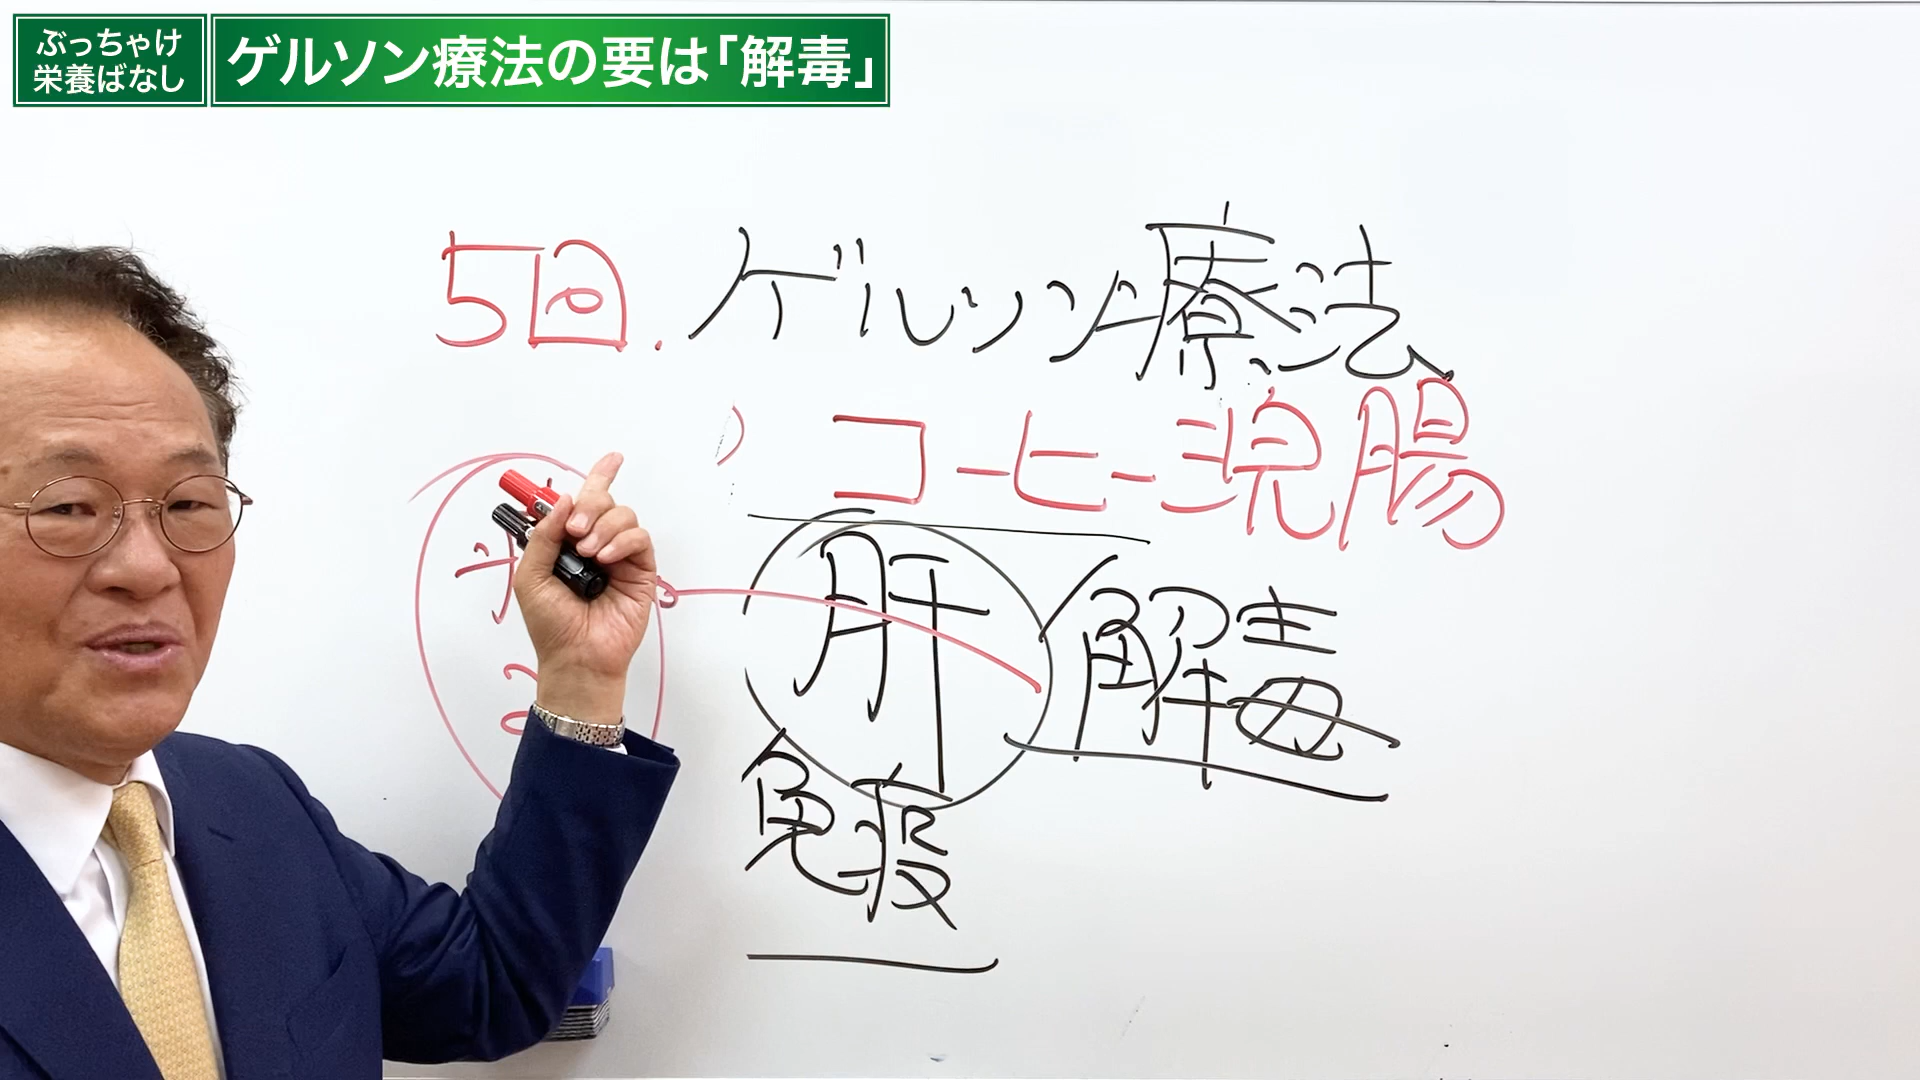 ぶっちゃけ
栄養ばなし
ゲルソン療法の要は「解毒」
5回.ゲルソン療法
コーヒー浣腸
肝
解毒
免疫